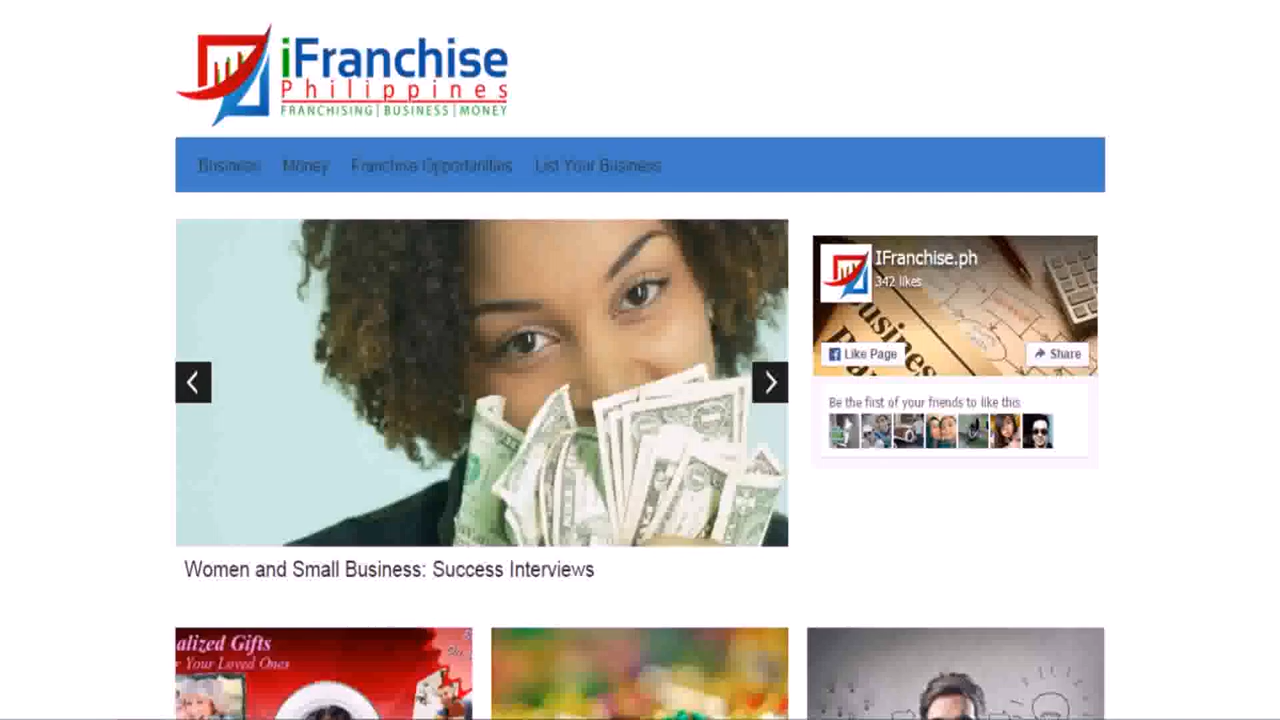 iFranchise
Philippines
FRANCHISING | BUSINESS | MONEY
Business Money Franchise Opportunities List Your Business
IFranchise.ph
342 likes
Business
Like Page Share
Be the first of your friends to like this
Women and Small Business: Success Interviews
alized Gifts
r Your Loved Ones